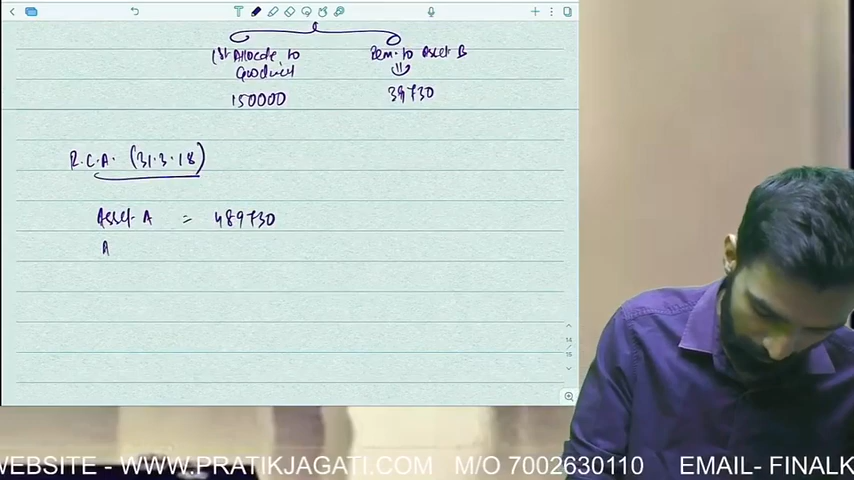 1st Allocate to
Goodwill
150000
Rem. to Asset B
39730
R.C.A. (31.3.18)
Asset A = 489730
A
WEBSITE - WWW.PRATIKJAGATI.COM M/O 7002630110 EMAIL- FINALK